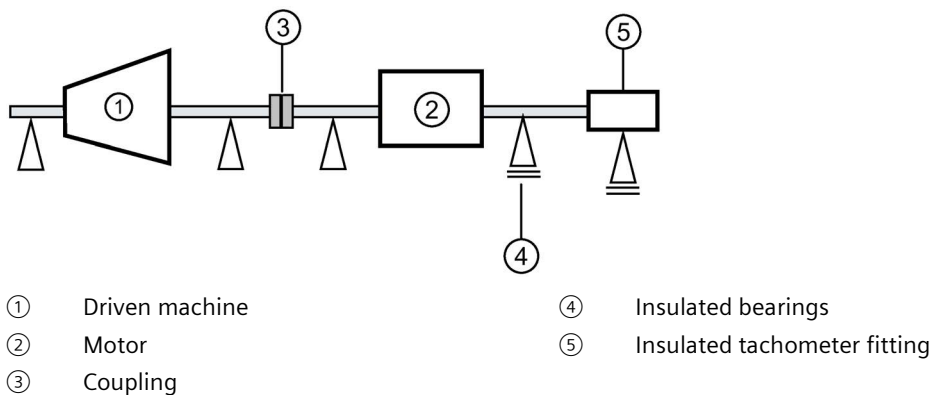 ③ ⑤
① ②
④
① Driven machine ④ Insulated bearings
② Motor ⑤ Insulated tachometer fitting
③ Coupling